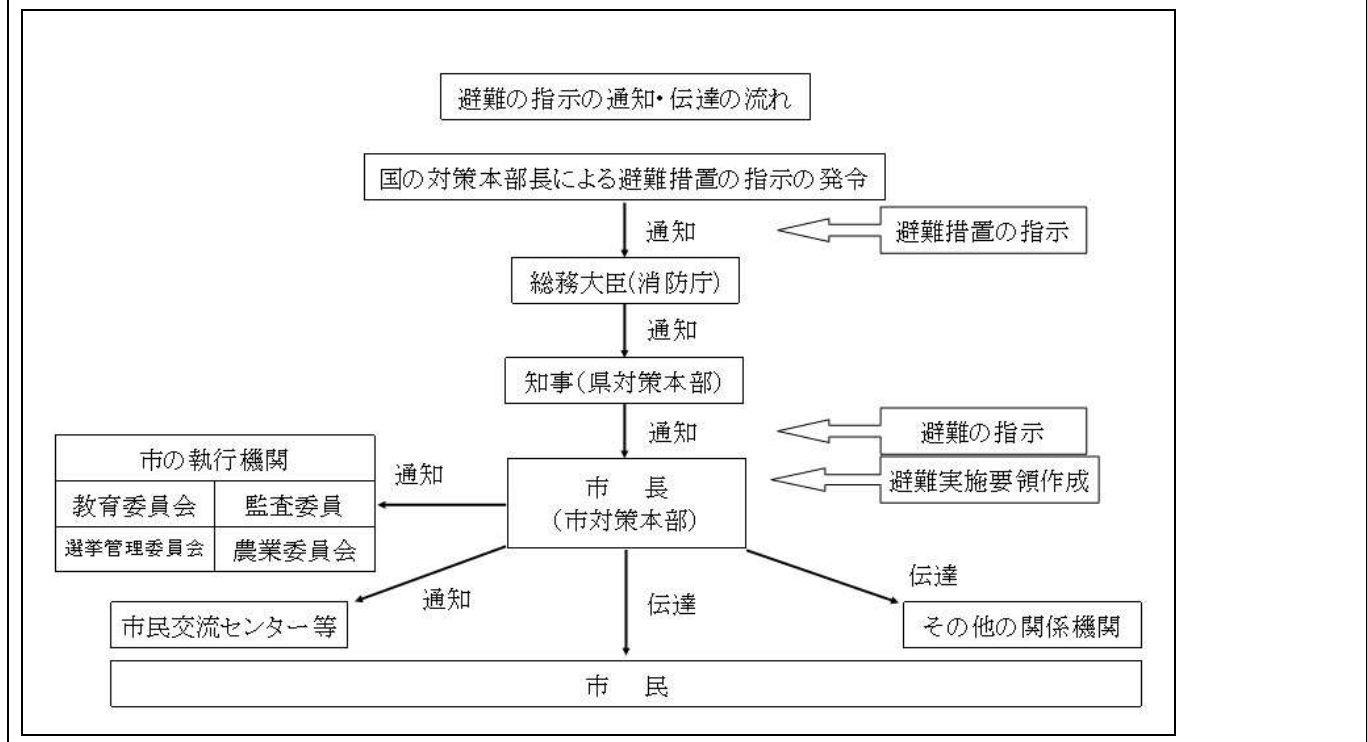 避難の指示の通知・伝達の流れ
国の対策本部長による避難措置の指示の発令
通知
避難措置の指示
総務大臣(消防庁)
通知
知事(県対策本部)
通知
避難の指示
避難実施要領作成
市の執行機関
教育委員会
監査委員
選挙管理委員会
農業委員会
通知
市 長
(市対策本部)
通知
伝達
伝達
市民交流センター等
その他の関係機関
市 民